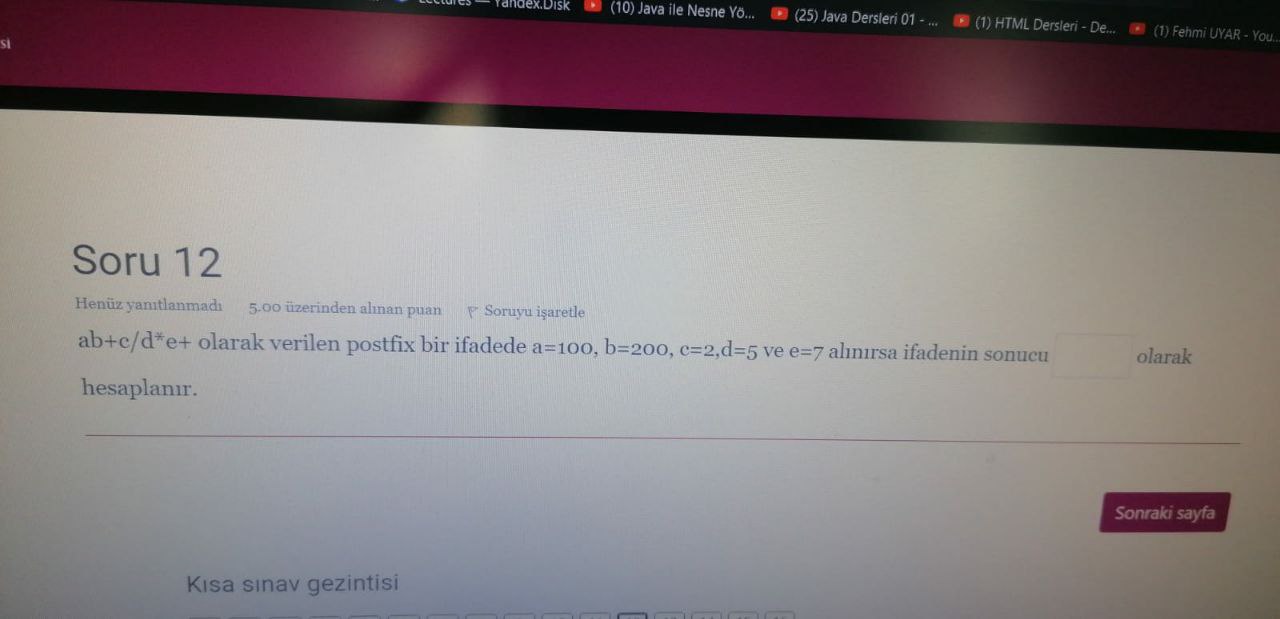 Yandex.Disk (10) Java ile Nesne Yö... (25) Java Dersleri 01 - ... (1) HTML Dersleri - De... (1) Fehmi UYAR - You...
si
Soru 12
Henüz yanıtlanmadı 5.00 üzerinden alınan puan Soruyu işaretle
ab+c/d*e+ olarak verilen postfix bir ifadede a=100, b=200, c=2,d=5 ve e=7 alınırsa ifadenin sonucu olarak
hesaplanır.
Sonraki sayfa
Kısa sınav gezintisi